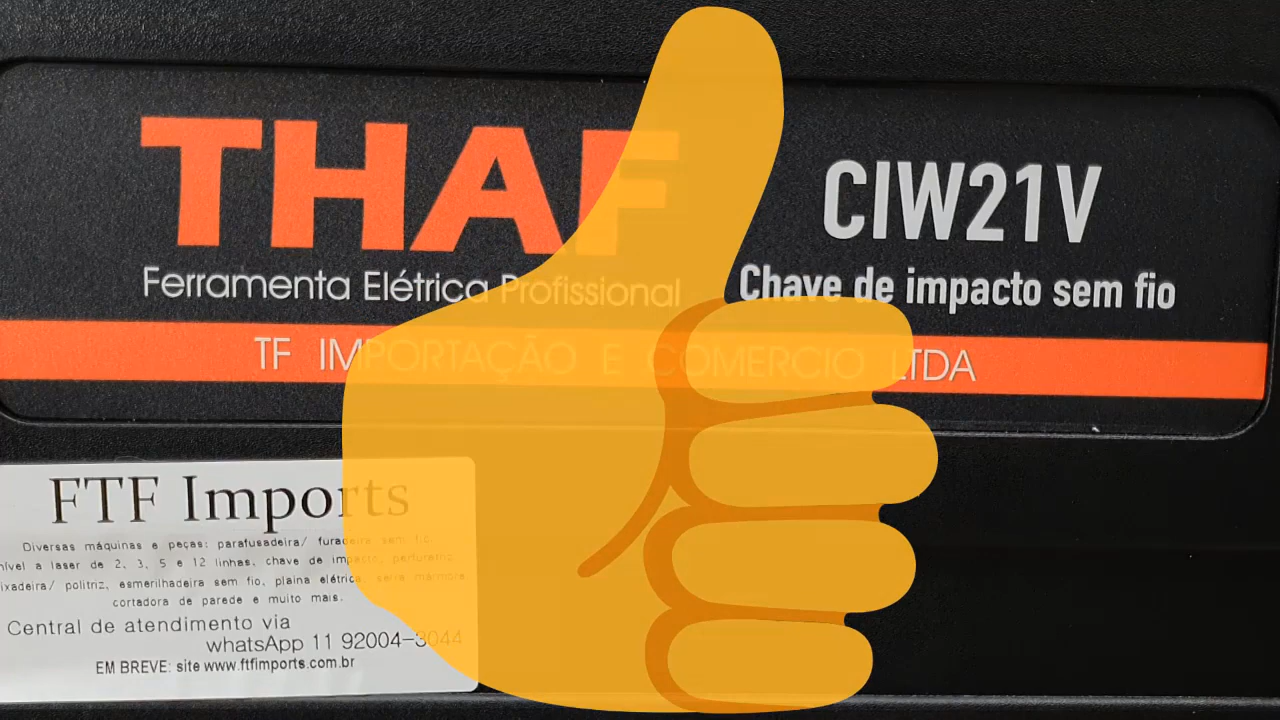 THAF
Ferramenta Elétrica Profissional
CIW21V
Chave de impacto sem fio
TF IMPORTAÇÃO E COMERCIO LTDA
FTF Imports
Diversas máquinas e peças: parafusadeira/ furadeira sem fio,
nível a laser de 2, 3, 5 e 12 linhas, chave de impacto,
politriz, esmerilhadeira sem fio, plaina elétrica, serra mármore
cortadora de parede e muito mais.
Central de atendimento via
whatsApp 11 92004-3044
EM BREVE: site www.ftfimports.com.br